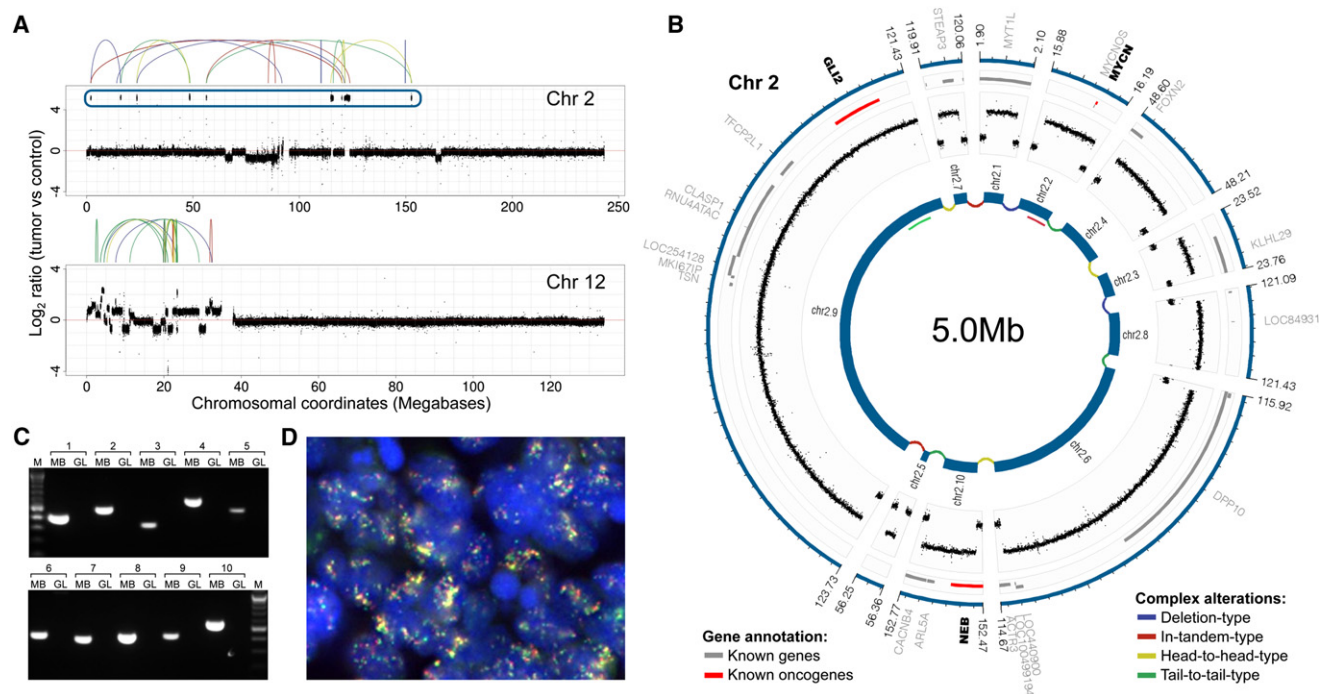 A
Chr 2
4
0
-4
0
50
100
150
200
250
Log2 ratio (tumor vs control)
Chr 12
4
0
-4
0
20
40
60
80
100
120
Chromosomal coordinates (Megabases)
B
Chr 2
5.0Mb
119.91
STEAP3
120.06
1.06
MYT1L
2.10
15.88
MYCNOS
MYCN
16.19
48.60
FOXN2
48.21
23.52
KLHL29
23.76
121.09
LOC84931
121.43
115.92
DPP10
LOC440900
LOC100499194
ACTR3
114.67
152.47
NEB
ARL5A
CACNB4
152.77
56.36
56.25
123.73
TSN
MKI67IP
LOC254128
RNU4ATAC
CLASP1
TFCP2L1
GLI2
121.43
chr2.7
chr2.1
chr2.2
chr2.4
chr2.3
chr2.8
chr2.6
chr2.10
chr2.5
chr2.9
Gene annotation:
Known genes
Known oncogenes
Complex alterations:
Deletion-type
In-tandem-type
Head-to-head-type
Tail-to-tail-type
C
1 2 3 4 5
M MB GL MB GL MB GL MB GL MB GL
6 7 8 9 10
MB GL MB GL MB GL MB GL MB GL M
D